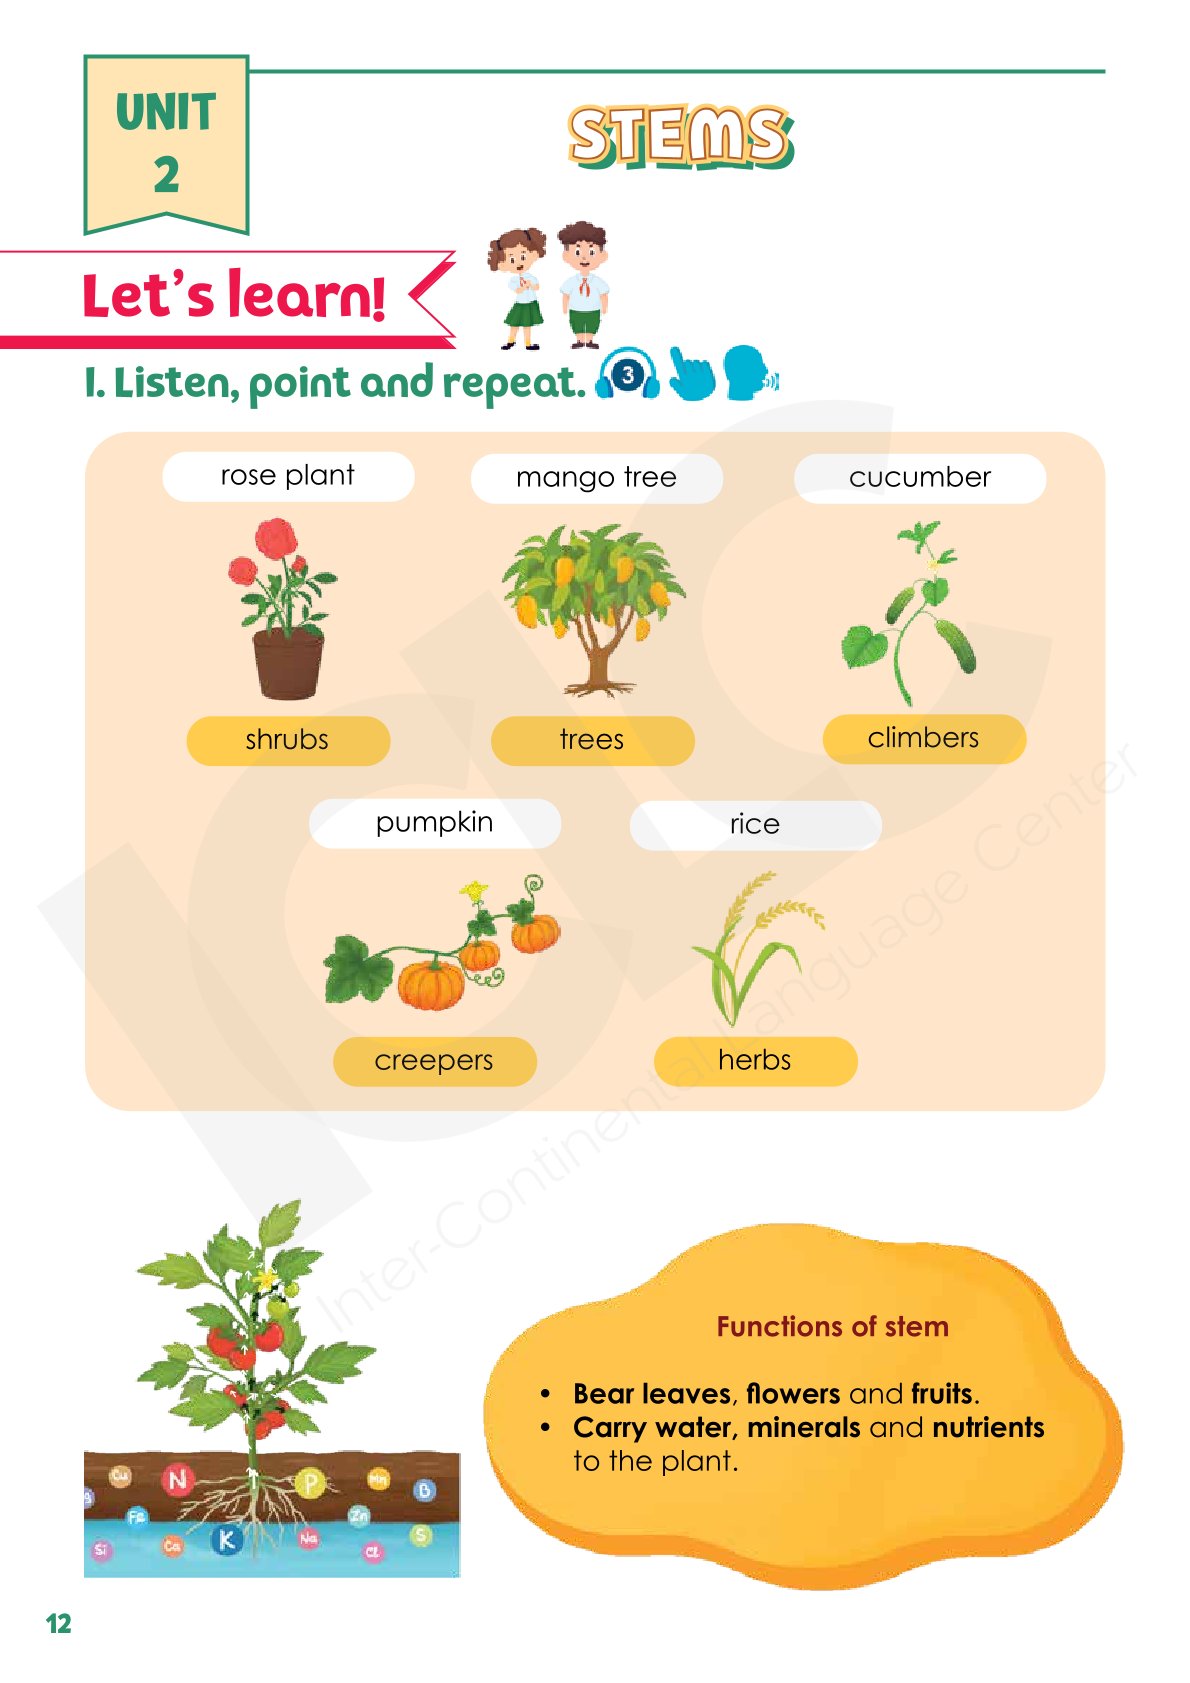 UNIT
2
STEMS
Let's learn!
1. Listen, point and repeat. 3
rose plant mango tree cucumber
shrubs trees climbers
pumpkin rice
creepers herbs
Functions of stem
• Bear leaves, flowers and fruits.
• Carry water, minerals and nutrients
to the plant.
Cu N P Mn B
Fe Zn
Si Ca K Na Cl S
12
ICLC
Inter-Continental Language Center